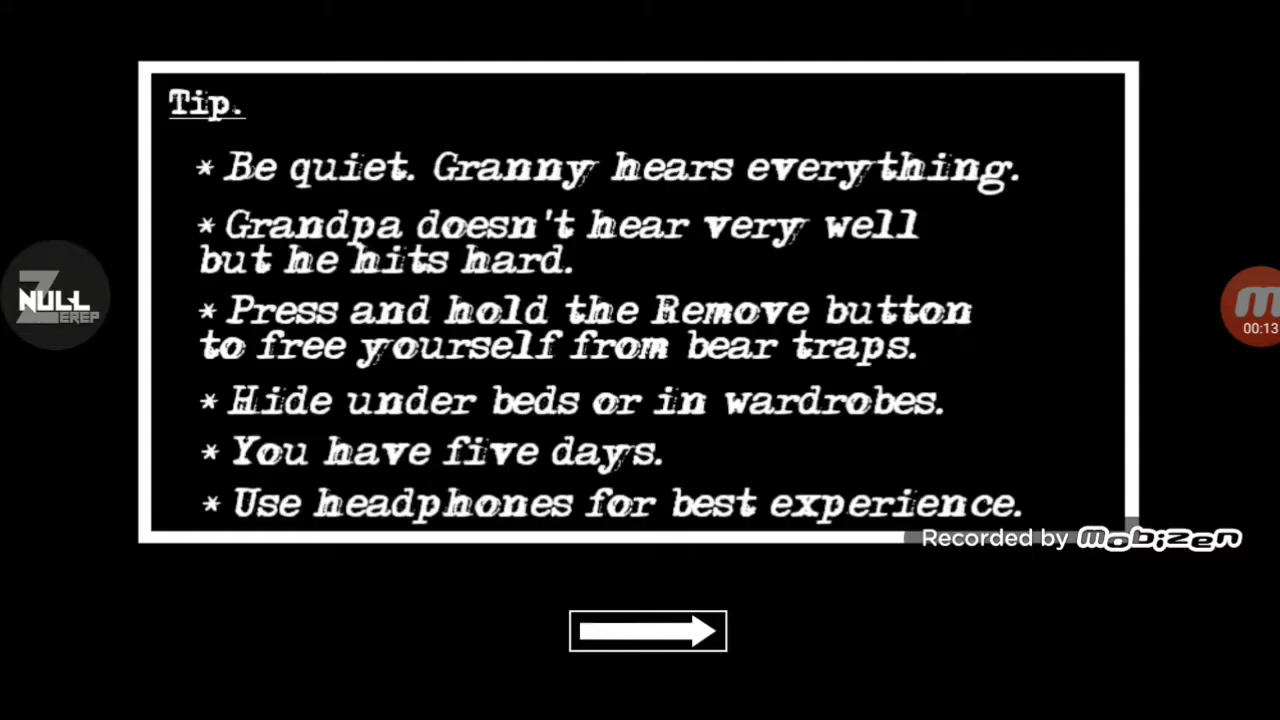 Tip.
* Be quiet. Granny hears everything.
* Grandpa doesn't hear very well
but he hits hard.
* Press and hold the Remove button
to free yourself from bear traps.
* Hide under beds or in wardrobes.
* You have five days.
* Use headphones for best experience.
NULL
ZEREP
00:13
Recorded by mobizen